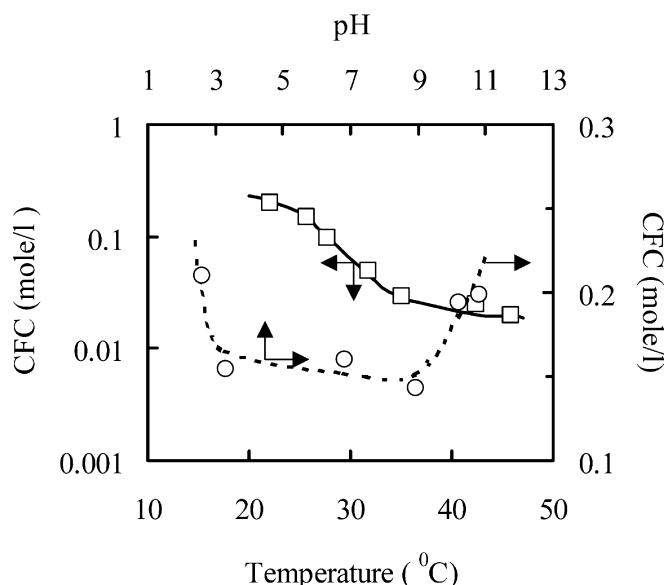 pH
1 3 5 7 9 11 13
1 0.3
0.1 0.2
0.01
0.001 0.1
CFC (mole/l )
CFC
(mole/l)
10 20 30 40 50
Temperature ( ⁰C)